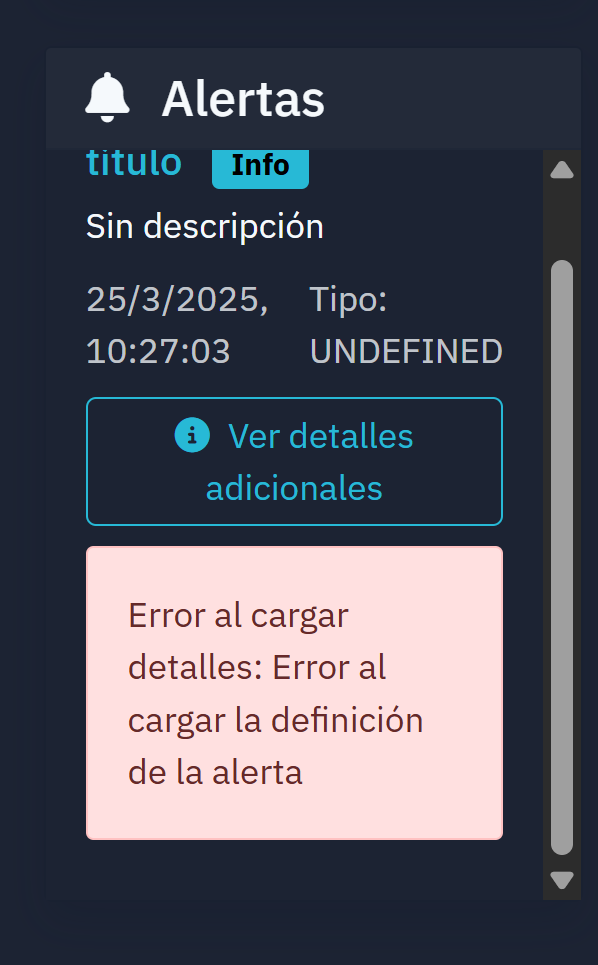 Alertas
título Info
Sin descripción
25/3/2025, Tipo:
10:27:03 UNDEFINED
Ver detalles
adicionales
Error al cargar
detalles: Error al
cargar la definición
de la alerta